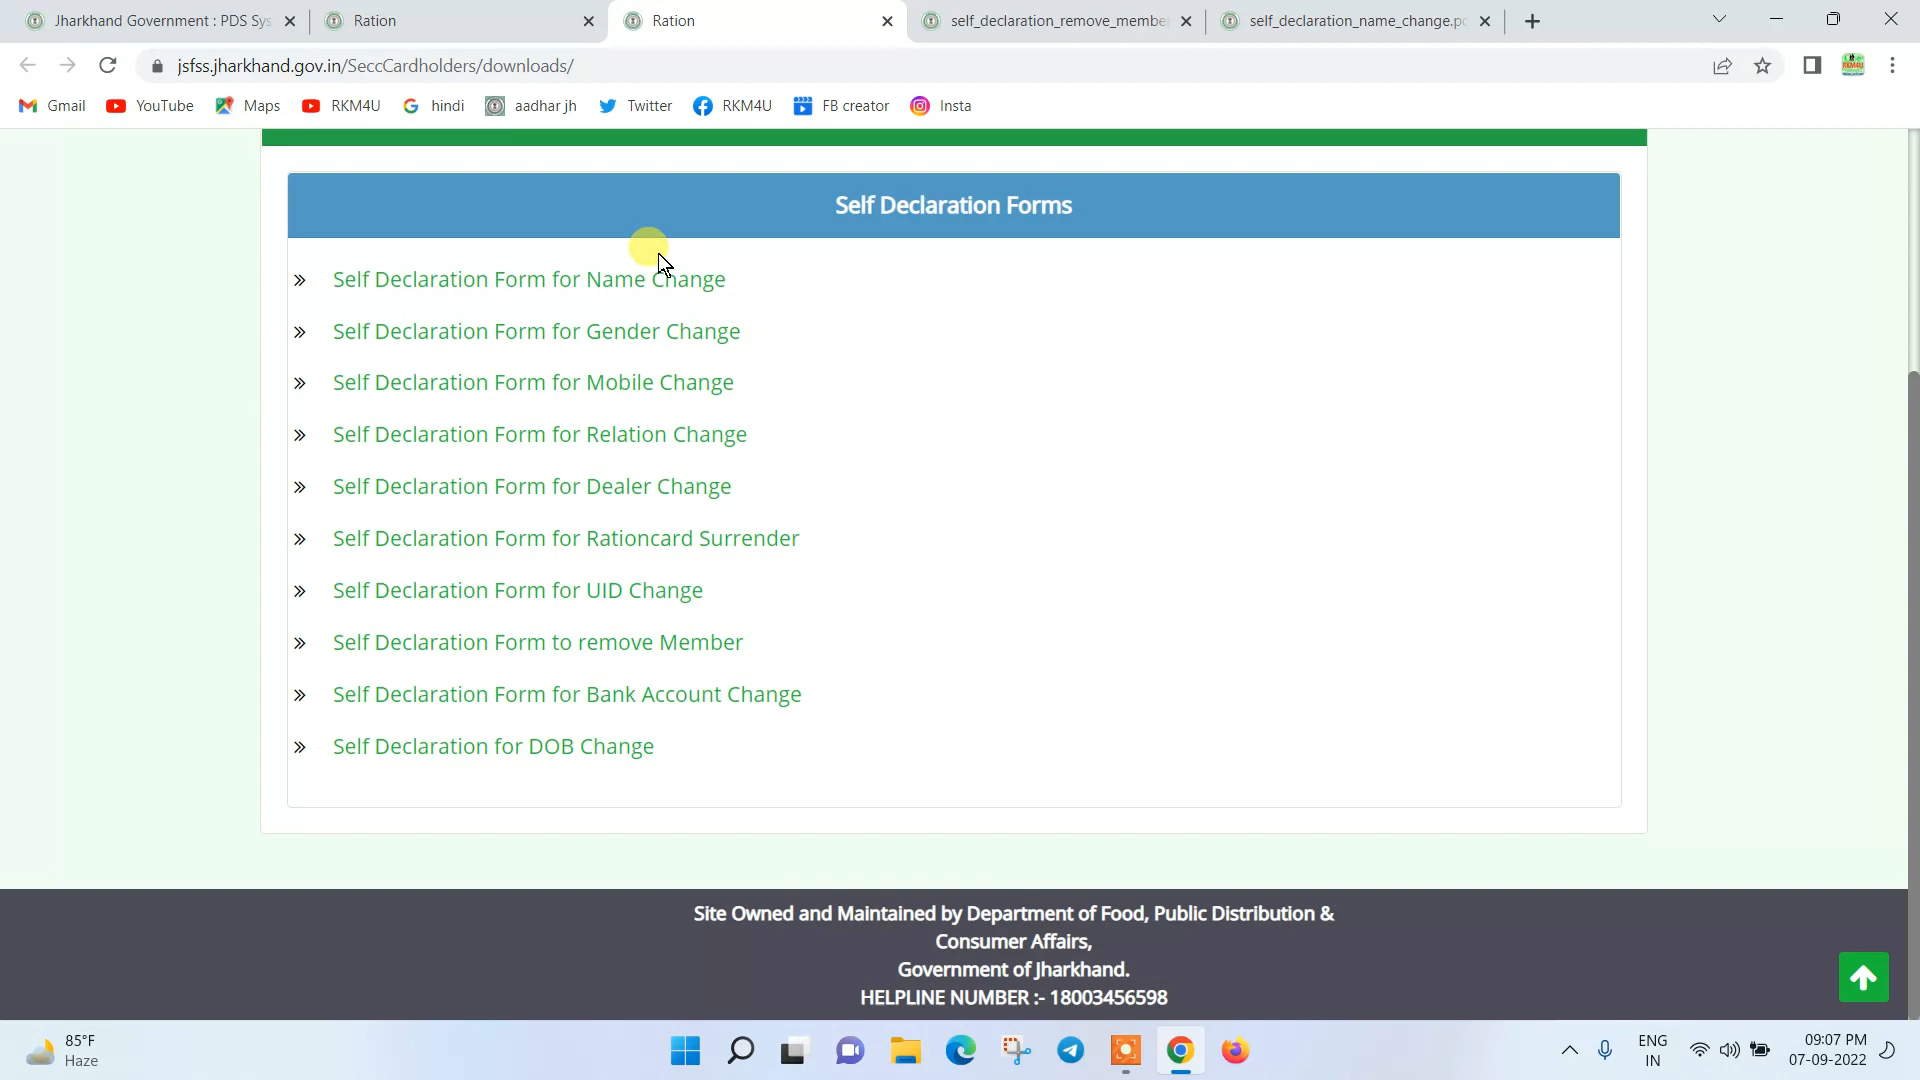 Jharkhand Government : PDS Sys
Ration
Ration
self_declaration_remove_membe
self_declaration_name_change.p
jsfss.jharkhand.gov.in/SeccCardholders/downloads/
Gmail
YouTube
Maps
RKM4U
hindi
aadhar jh
Twitter
RKM4U
FB creator
Insta
Self Declaration Forms
» Self Declaration Form for Name Change
» Self Declaration Form for Gender Change
» Self Declaration Form for Mobile Change
» Self Declaration Form for Relation Change
» Self Declaration Form for Dealer Change
» Self Declaration Form for Rationcard Surrender
» Self Declaration Form for UID Change
» Self Declaration Form to remove Member
» Self Declaration Form for Bank Account Change
» Self Declaration for DOB Change
Site Owned and Maintained by Department of Food, Public Distribution &
Consumer Affairs,
Government of Jharkhand.
HELPLINE NUMBER :- 18003456598
85°F
Haze
ENG
IN
09:07 PM
07-09-2022